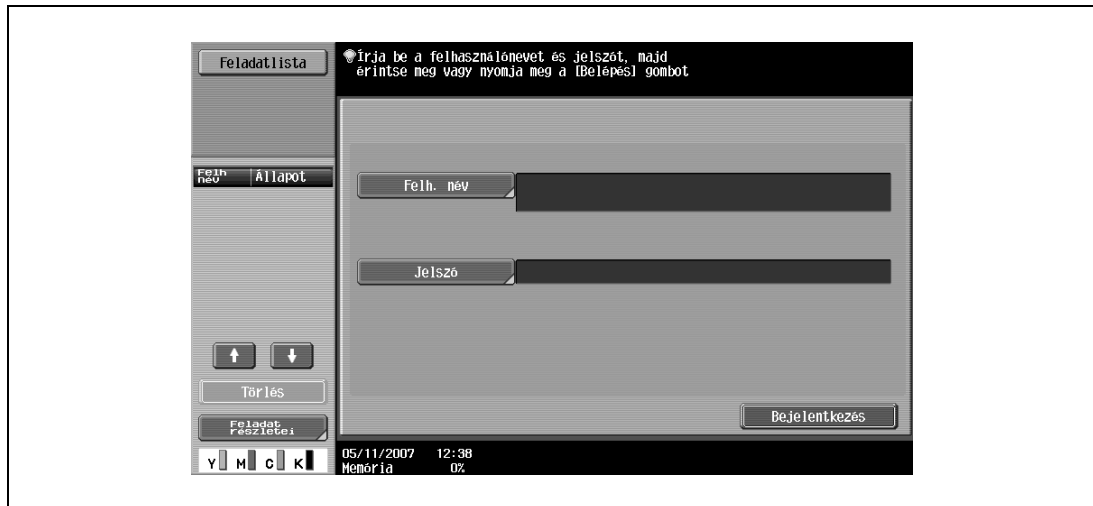 Feladatlista
Írja be a felhasználónevet és jelszót, majd
érintse meg vagy nyomja meg a [Belépés] gombot
Felh
név
Állapot
Felh. név
Jelszó
Törlés
Feladat
részletei
Bejelentkezés
Y M C K
05/11/2007 12:38
Memória 0%